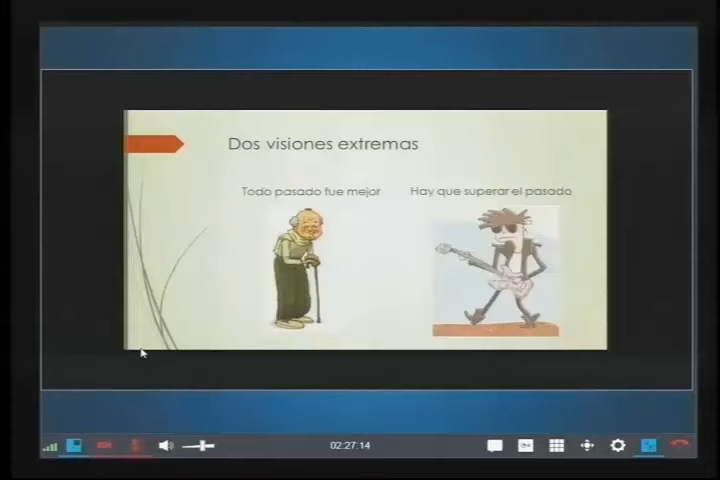 Dos visiones extremas
Todo pasado fue mejor
Hay que superar el pasado
02:27:14